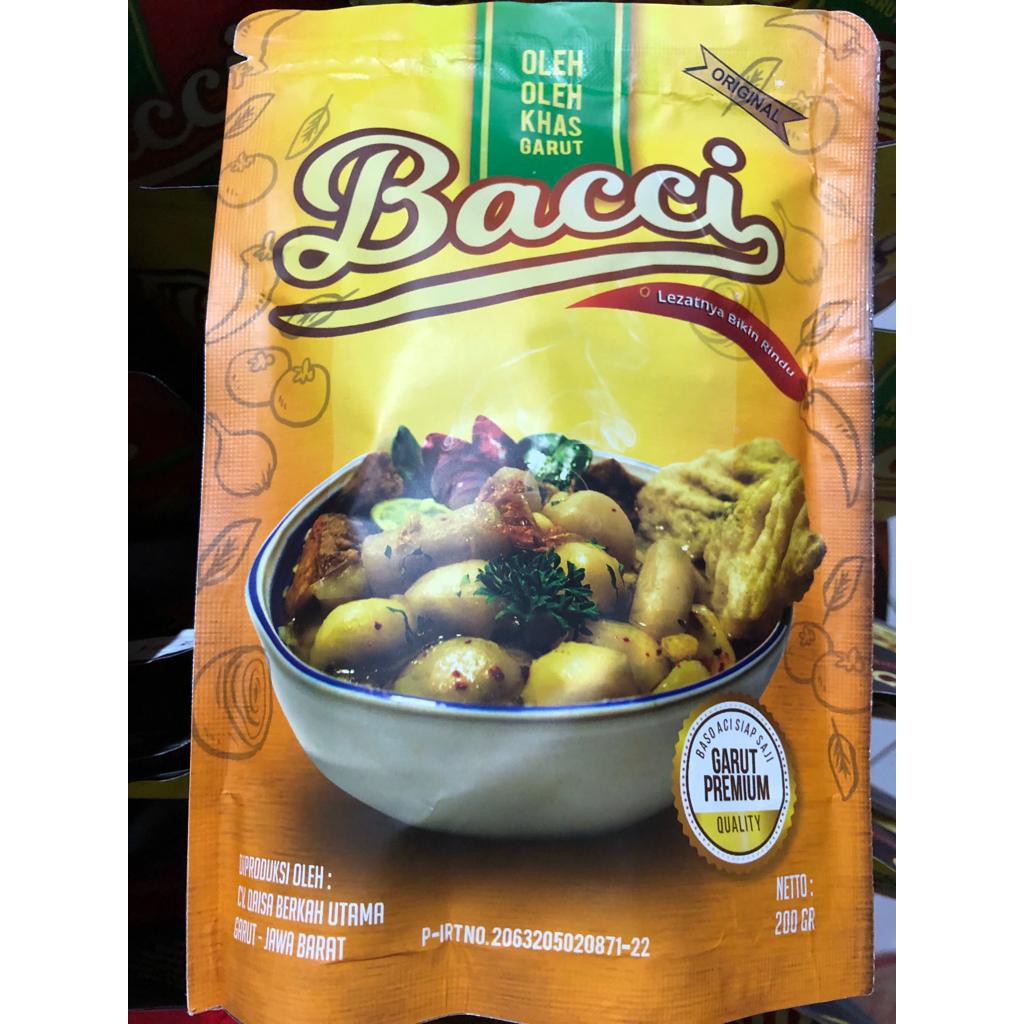 OLEH
OLEH
KHAS
GARUT
ORIGINAL
Bacci
Lezatnya Bikin Rindu
BASO ACI SIAP SAJI
GARUT
PREMIUM
QUALITY
DIPRODUKSI OLEH :
CV. QAISA BERKAH UTAMA
GARUT - JAWA BARAT
P-IRT NO. 2063205020871-22
NETTO :
200 GR